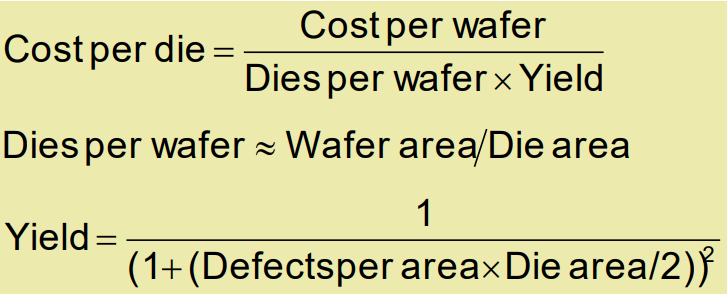 Cost per die = Cost per wafer / Dies per wafer × Yield
Dies per wafer ≈ Wafer area/Die area
Yield = 1 / (1+(Defects per area×Die area/2))²